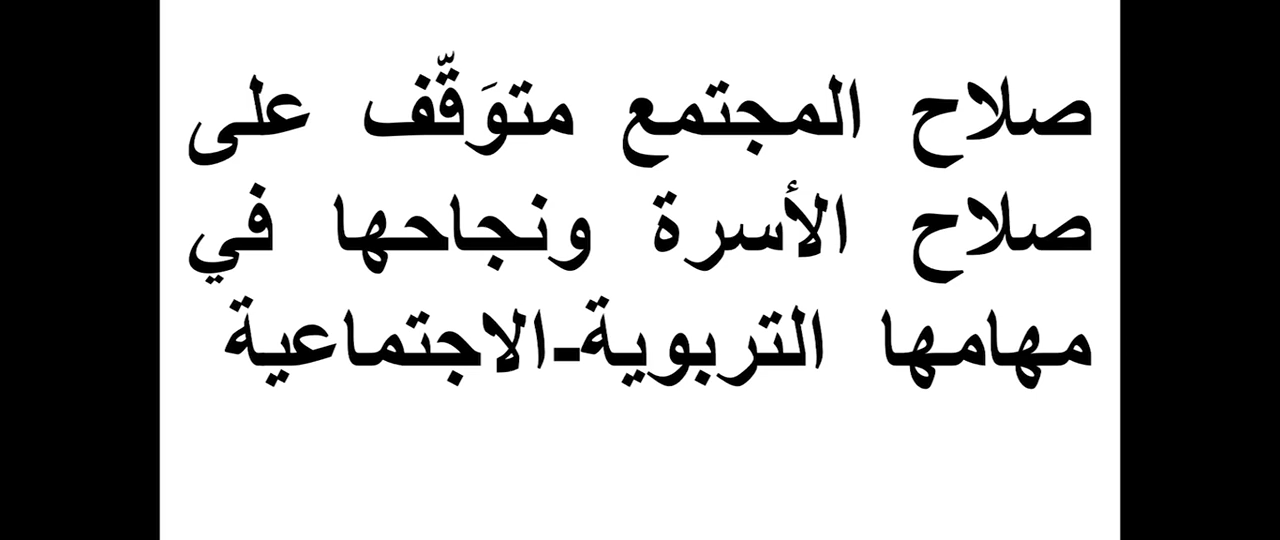 صلاح المجتمع متوَقّف على
صلاح الأسرة ونجاحها في
مهامها التربوية-الاجتماعية